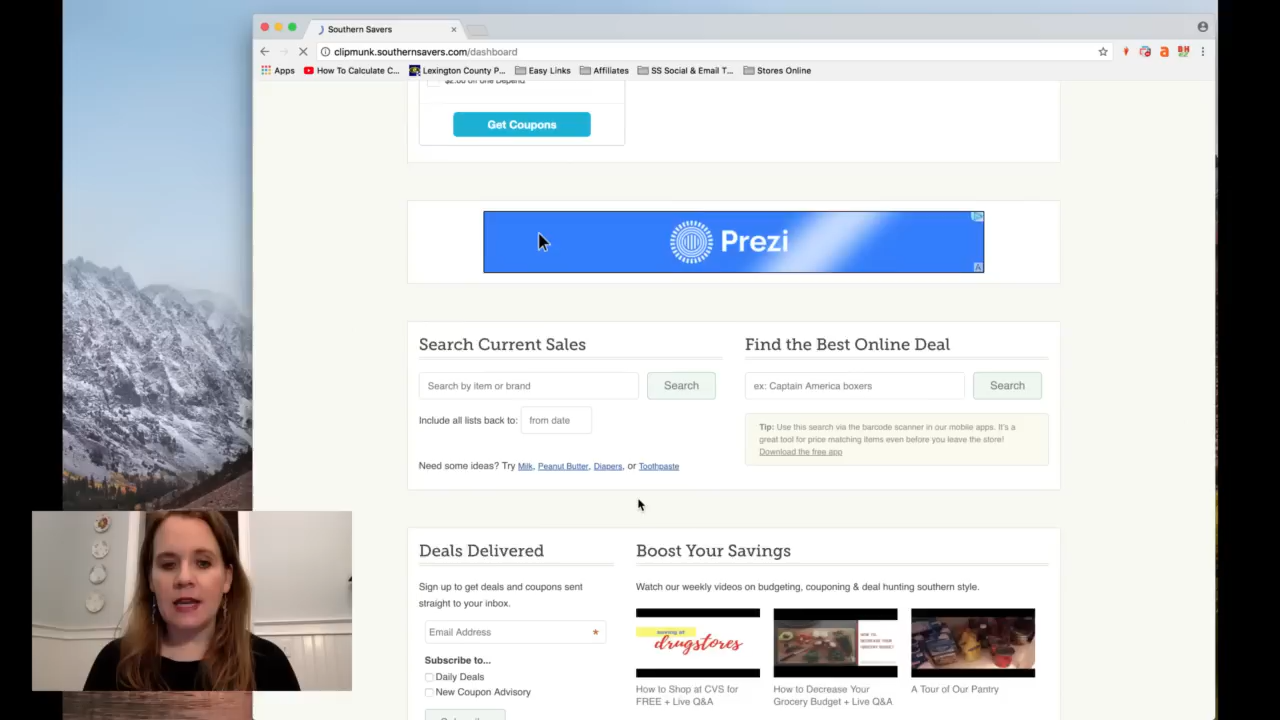 Southern Savers
clipmunk.southernsavers.com/dashboard
Apps How To Calculate C... Lexington County P... Easy Links Affiliates SS Social & Email T... Stores Online
$2.00 off one Depend
Get Coupons
Prezi
Search Current Sales
Search by item or brand
Search
Include all lists back to: from date
Need some ideas? Try Milk, Peanut Butter, Diapers, or Toothpaste
Find the Best Online Deal
ex: Captain America boxers
Search
Tip: Use this search via the barcode scanner in our mobile apps. It's a
great tool for price matching items even before you leave the store!
Download the free app
Deals Delivered
Sign up to get deals and coupons sent
straight to your inbox.
Email Address *
Subscribe to...
Daily Deals
New Coupon Advisory
Boost Your Savings
Watch our weekly videos on budgeting, couponing & deal hunting southern style.
drugstores
HOW TO
DECREASE YOUR
GROCERY BUDGET
How to Shop at CVS for
FREE + Live Q&A
How to Decrease Your
Grocery Budget + Live Q&A
A Tour of Our Pantry